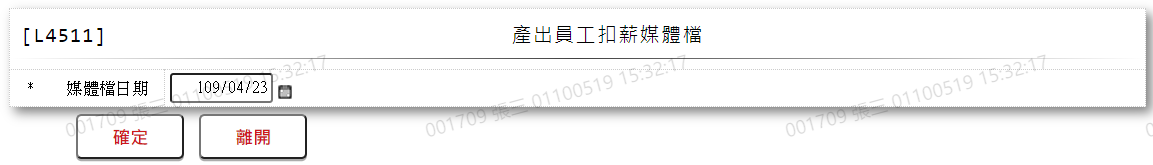 [L4511] 產出員工扣薪媒體檔
* 媒體檔日期 109/04/23
確定 離開
001709 張三 01100519 15:32:17
001709 張三 01100519 15:32:17
001709 張三 01100519 15:32:17